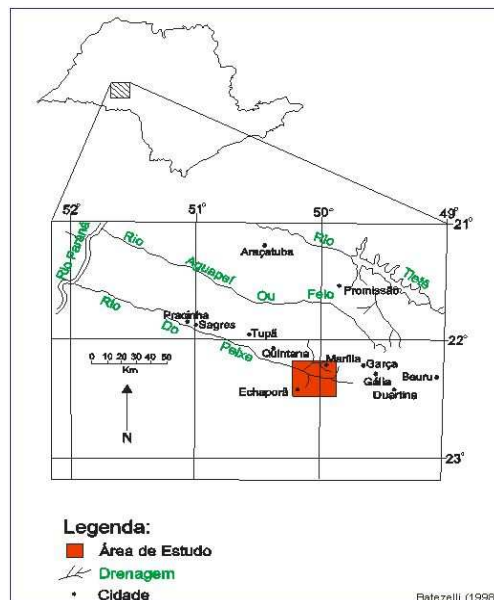 52°
51°
50°
49°
21°
Rio Paraná
Rio Aguapeí Ou Feio
Rio Tietê
Araçatuba
Promissão
Rio Do Peixe
Pracinha
Sagres
Tupã
22°
Quintana
Marília
Garça
Gália
Bauru
Duartina
Echaporã
0 10 20 30 40 50
Km
N
23°
Legenda:
Área de Estudo
Drenagem
Cidade
Batezelli (1998